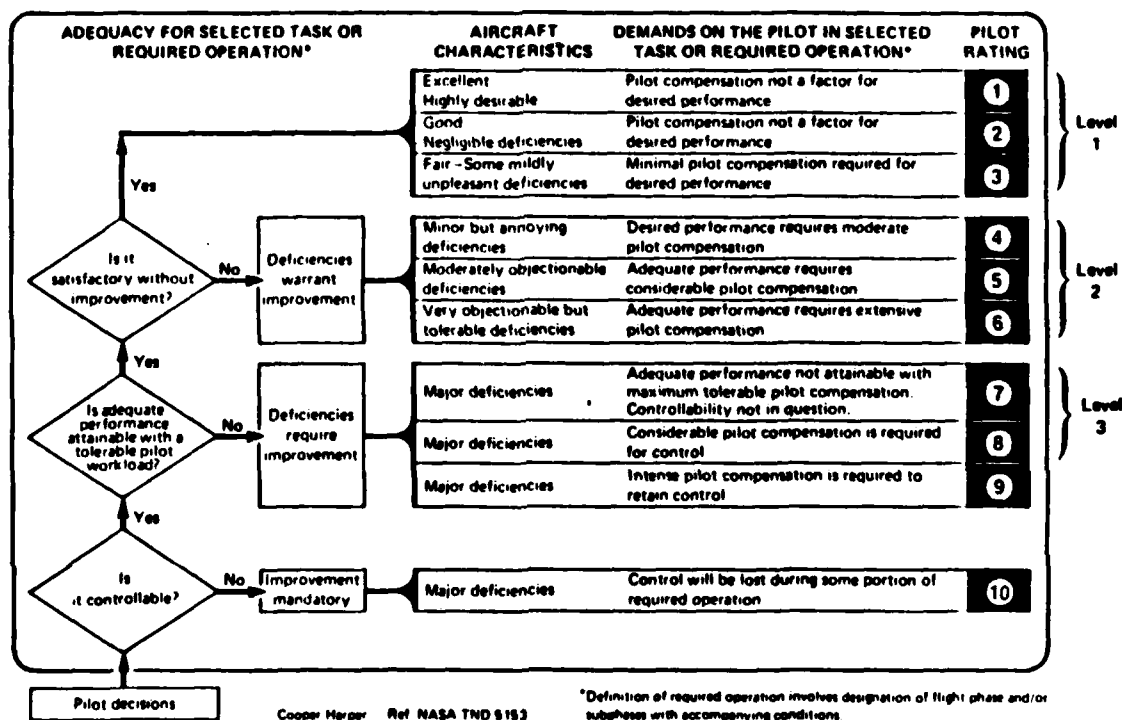 ADEQUACY FOR SELECTED TASK OR
REQUIRED OPERATION*
AIRCRAFT
CHARACTERISTICS
DEMANDS ON THE PILOT IN SELECTED
TASK OR REQUIRED OPERATION*
PILOT
RATING
Excellent
Highly desirable
Pilot compensation not a factor for
desired performance
1
Good
Negligible deficiencies
Pilot compensation not a factor for
desired performance
2
Fair - Some mildly
unpleasant deficiencies
Minimal pilot compensation required for
desired performance
3
Level
1
Yes
Is it
satisfactory without
improvement?
No
Deficiencies
warrant
improvement
Minor but annoying
deficiencies
Desired performance requires moderate
pilot compensation
4
Moderately objectionable
deficiencies
Adequate performance requires
considerable pilot compensation
5
Very objectionable but
tolerable deficiencies
Adequate performance requires extensive
pilot compensation
6
Level
2
Yes
Is adequate
performance
attainable with a
tolerable pilot
workload?
No
Deficiencies
require
improvement
Major deficiencies
Adequate performance not attainable with
maximum tolerable pilot compensation.
Controllability not in question.
7
Major deficiencies
Considerable pilot compensation is required
for control
8
Major deficiencies
Intense pilot compensation is required to
retain control
9
Level
3
Yes
Is
it controllable?
No
Improvement
mandatory
Major deficiencies
Control will be lost during some portion of
required operation
10
Pilot decisions
Cooper Harper Ref NASA TND 5153
*Definition of required operation involves designation of flight phase and/or
subphases with accompanying conditions.